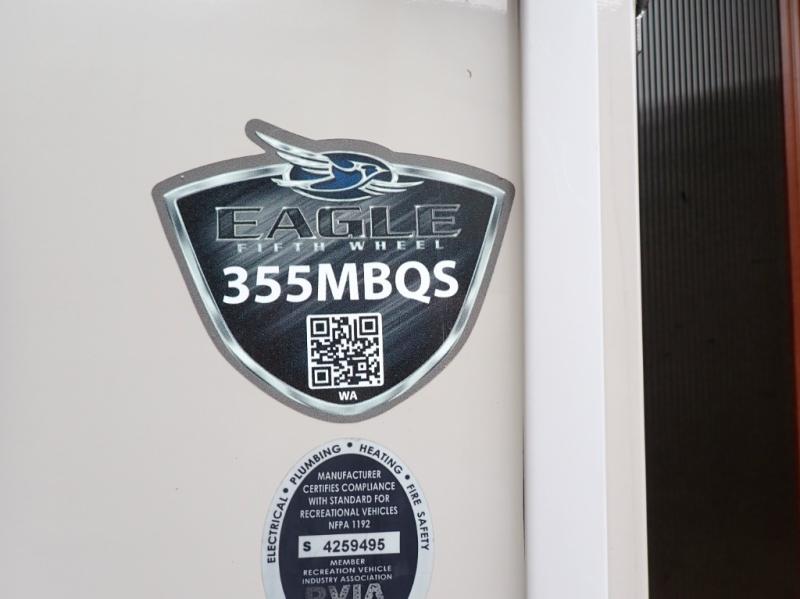 EAGLE
FIFTH WHEEL
355MBQS
WA
ELECTRICAL • PLUMBING • HEATING • FIRE SAFETY
MANUFACTURER
CERTIFIES COMPLIANCE
WITH STANDARD FOR
RECREATIONAL VEHICLES
NFPA 1192
S 4259495
MEMBER
RECREATION VEHICLE
INDUSTRY ASSOCIATION
RVIA